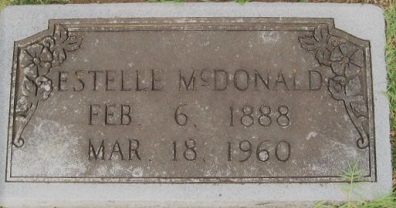 ESTELLE McDONALD
FEB. 6, 1888
MAR. 18, 1960